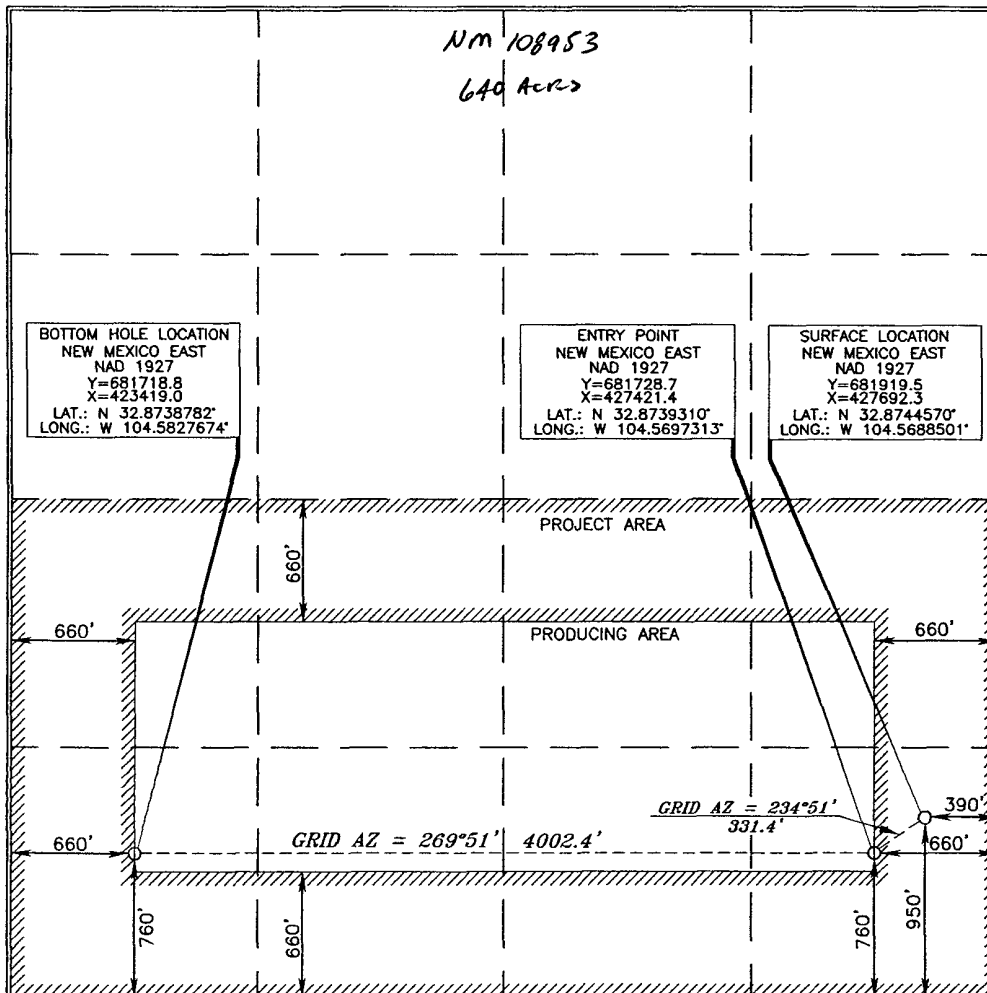 NM 108953
640 Acres
BOTTOM HOLE LOCATION
NEW MEXICO EAST
NAD 1927
Y=681718.8
X=423419.0
LAT.: N 32.8738782°
LONG.: W 104.5827674°
ENTRY POINT
NEW MEXICO EAST
NAD 1927
Y=681728.7
X=427421.4
LAT.: N 32.8739310°
LONG.: W 104.5697313°
SURFACE LOCATION
NEW MEXICO EAST
NAD 1927
Y=681919.5
X=427692.3
LAT.: N 32.8744570°
LONG.: W 104.5688501°
PROJECT AREA
660'
660'
PRODUCING AREA
660'
GRID AZ = 234°51'
331.4'
390'
660'
GRID AZ = 269°51' 4002.4'
660'
760'
660'
760'
950'